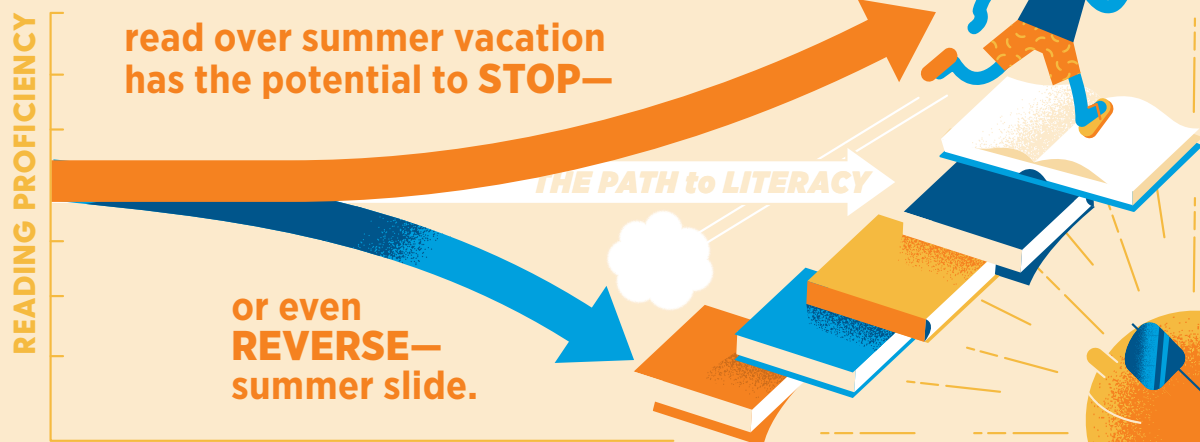 READING PROFICIENCY
read over summer vacation
has the potential to STOP—
THE PATH to LITERACY
or even
REVERSE—
summer slide.